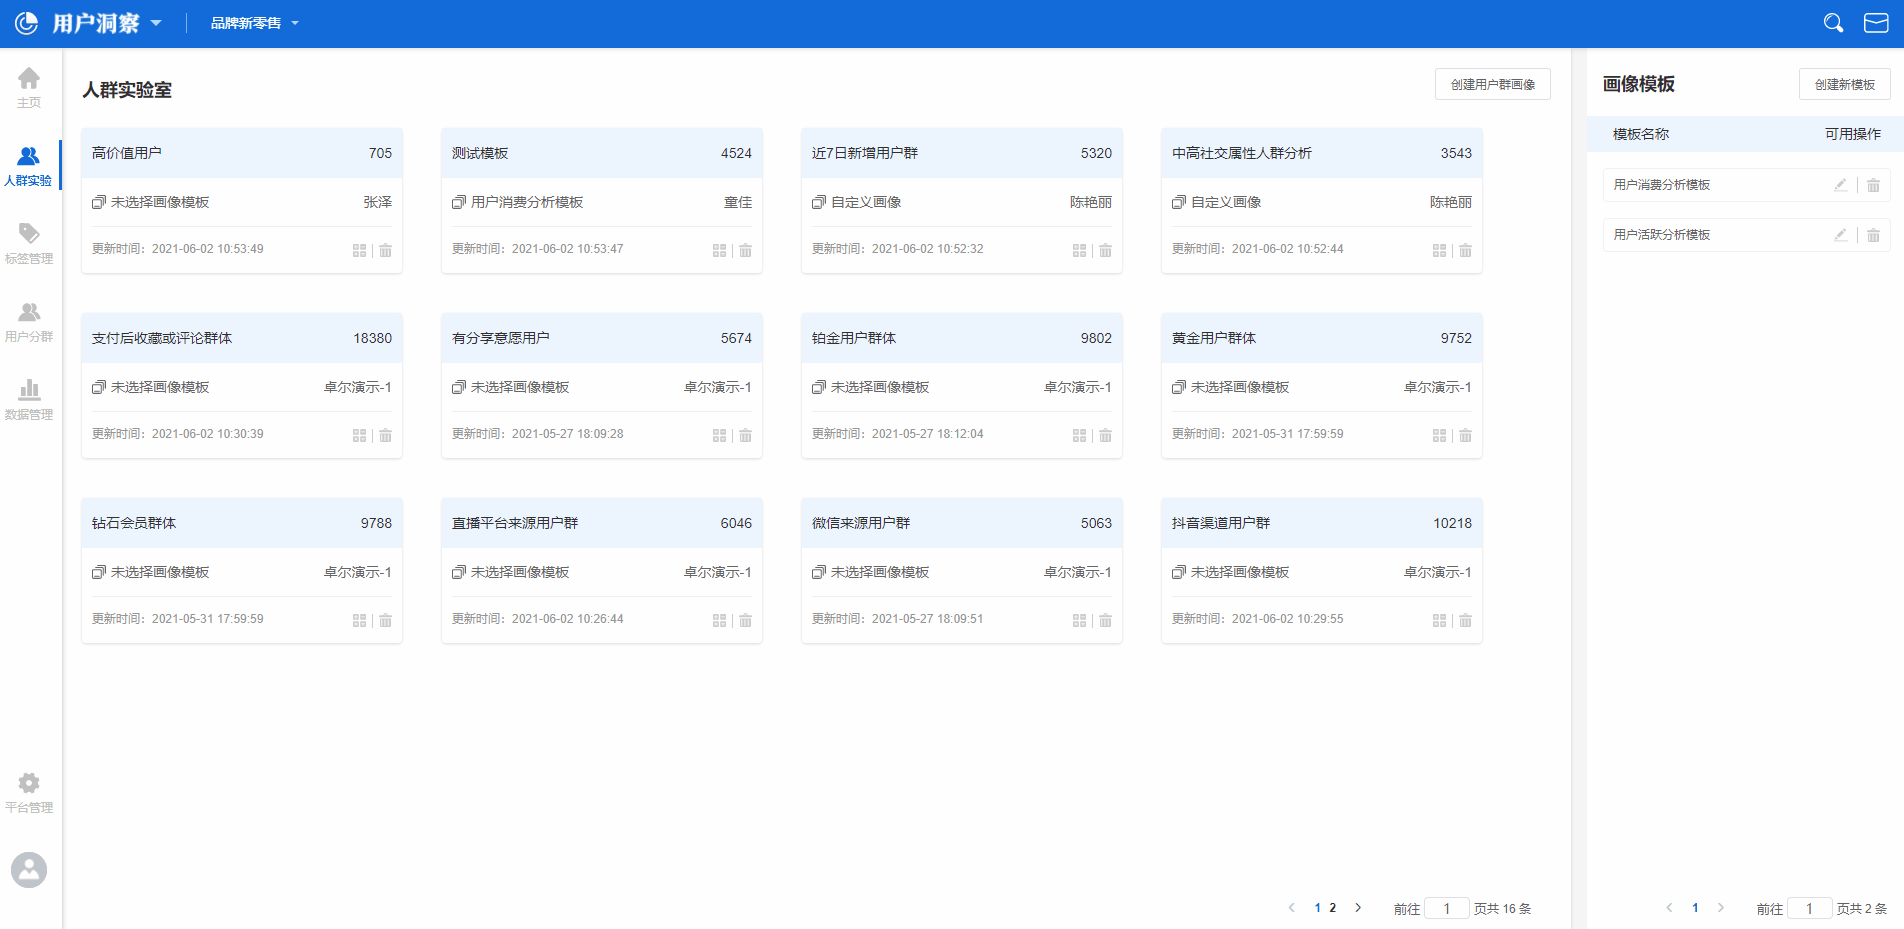 用户洞察 品牌新零售
主页
人群实验
标签管理
用户分群
数据管理
平台管理
人群实验室 创建用户群画像
高价值用户 705
未选择画像模板 张泽
更新时间：2021-06-02 10:53:49
测试模板 4524
用户消费分析模板 童佳
更新时间：2021-06-02 10:53:47
近7日新增用户群 5320
自定义画像 陈艳丽
更新时间：2021-06-02 10:52:32
中高社交属性人群分析 3543
自定义画像 陈艳丽
更新时间：2021-06-02 10:52:44
支付后收藏或评论群体 18380
未选择画像模板 卓尔演示-1
更新时间：2021-06-02 10:30:39
有分享意愿用户 5674
未选择画像模板 卓尔演示-1
更新时间：2021-05-27 18:09:28
铂金用户群体 9802
未选择画像模板 卓尔演示-1
更新时间：2021-05-27 18:12:04
黄金用户群体 9752
未选择画像模板 卓尔演示-1
更新时间：2021-05-31 17:59:59
钻石会员群体 9788
未选择画像模板 卓尔演示-1
更新时间：2021-05-31 17:59:59
直播平台来源用户群 6046
未选择画像模板 卓尔演示-1
更新时间：2021-06-02 10:26:44
微信来源用户群 5063
未选择画像模板 卓尔演示-1
更新时间：2021-05-27 18:09:51
抖音渠道用户群 10218
未选择画像模板 卓尔演示-1
更新时间：2021-06-02 10:29:55
1 2 前往 1 页共 16 条
画像模板 创建新模板
模板名称 可用操作
用户消费分析模板
用户活跃分析模板
1 前往 1 页共 2 条